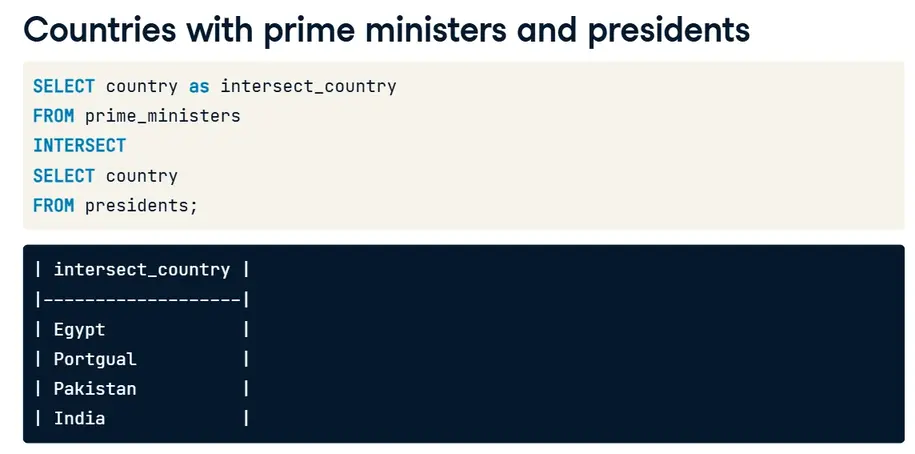 Countries with prime ministers and presidents
SELECT country as intersect_country
FROM prime_ministers
INTERSECT
SELECT country
FROM presidents;
| intersect_country |
|-------------------|
| Egypt             |
| Portgual          |
| Pakistan          |
| India             |